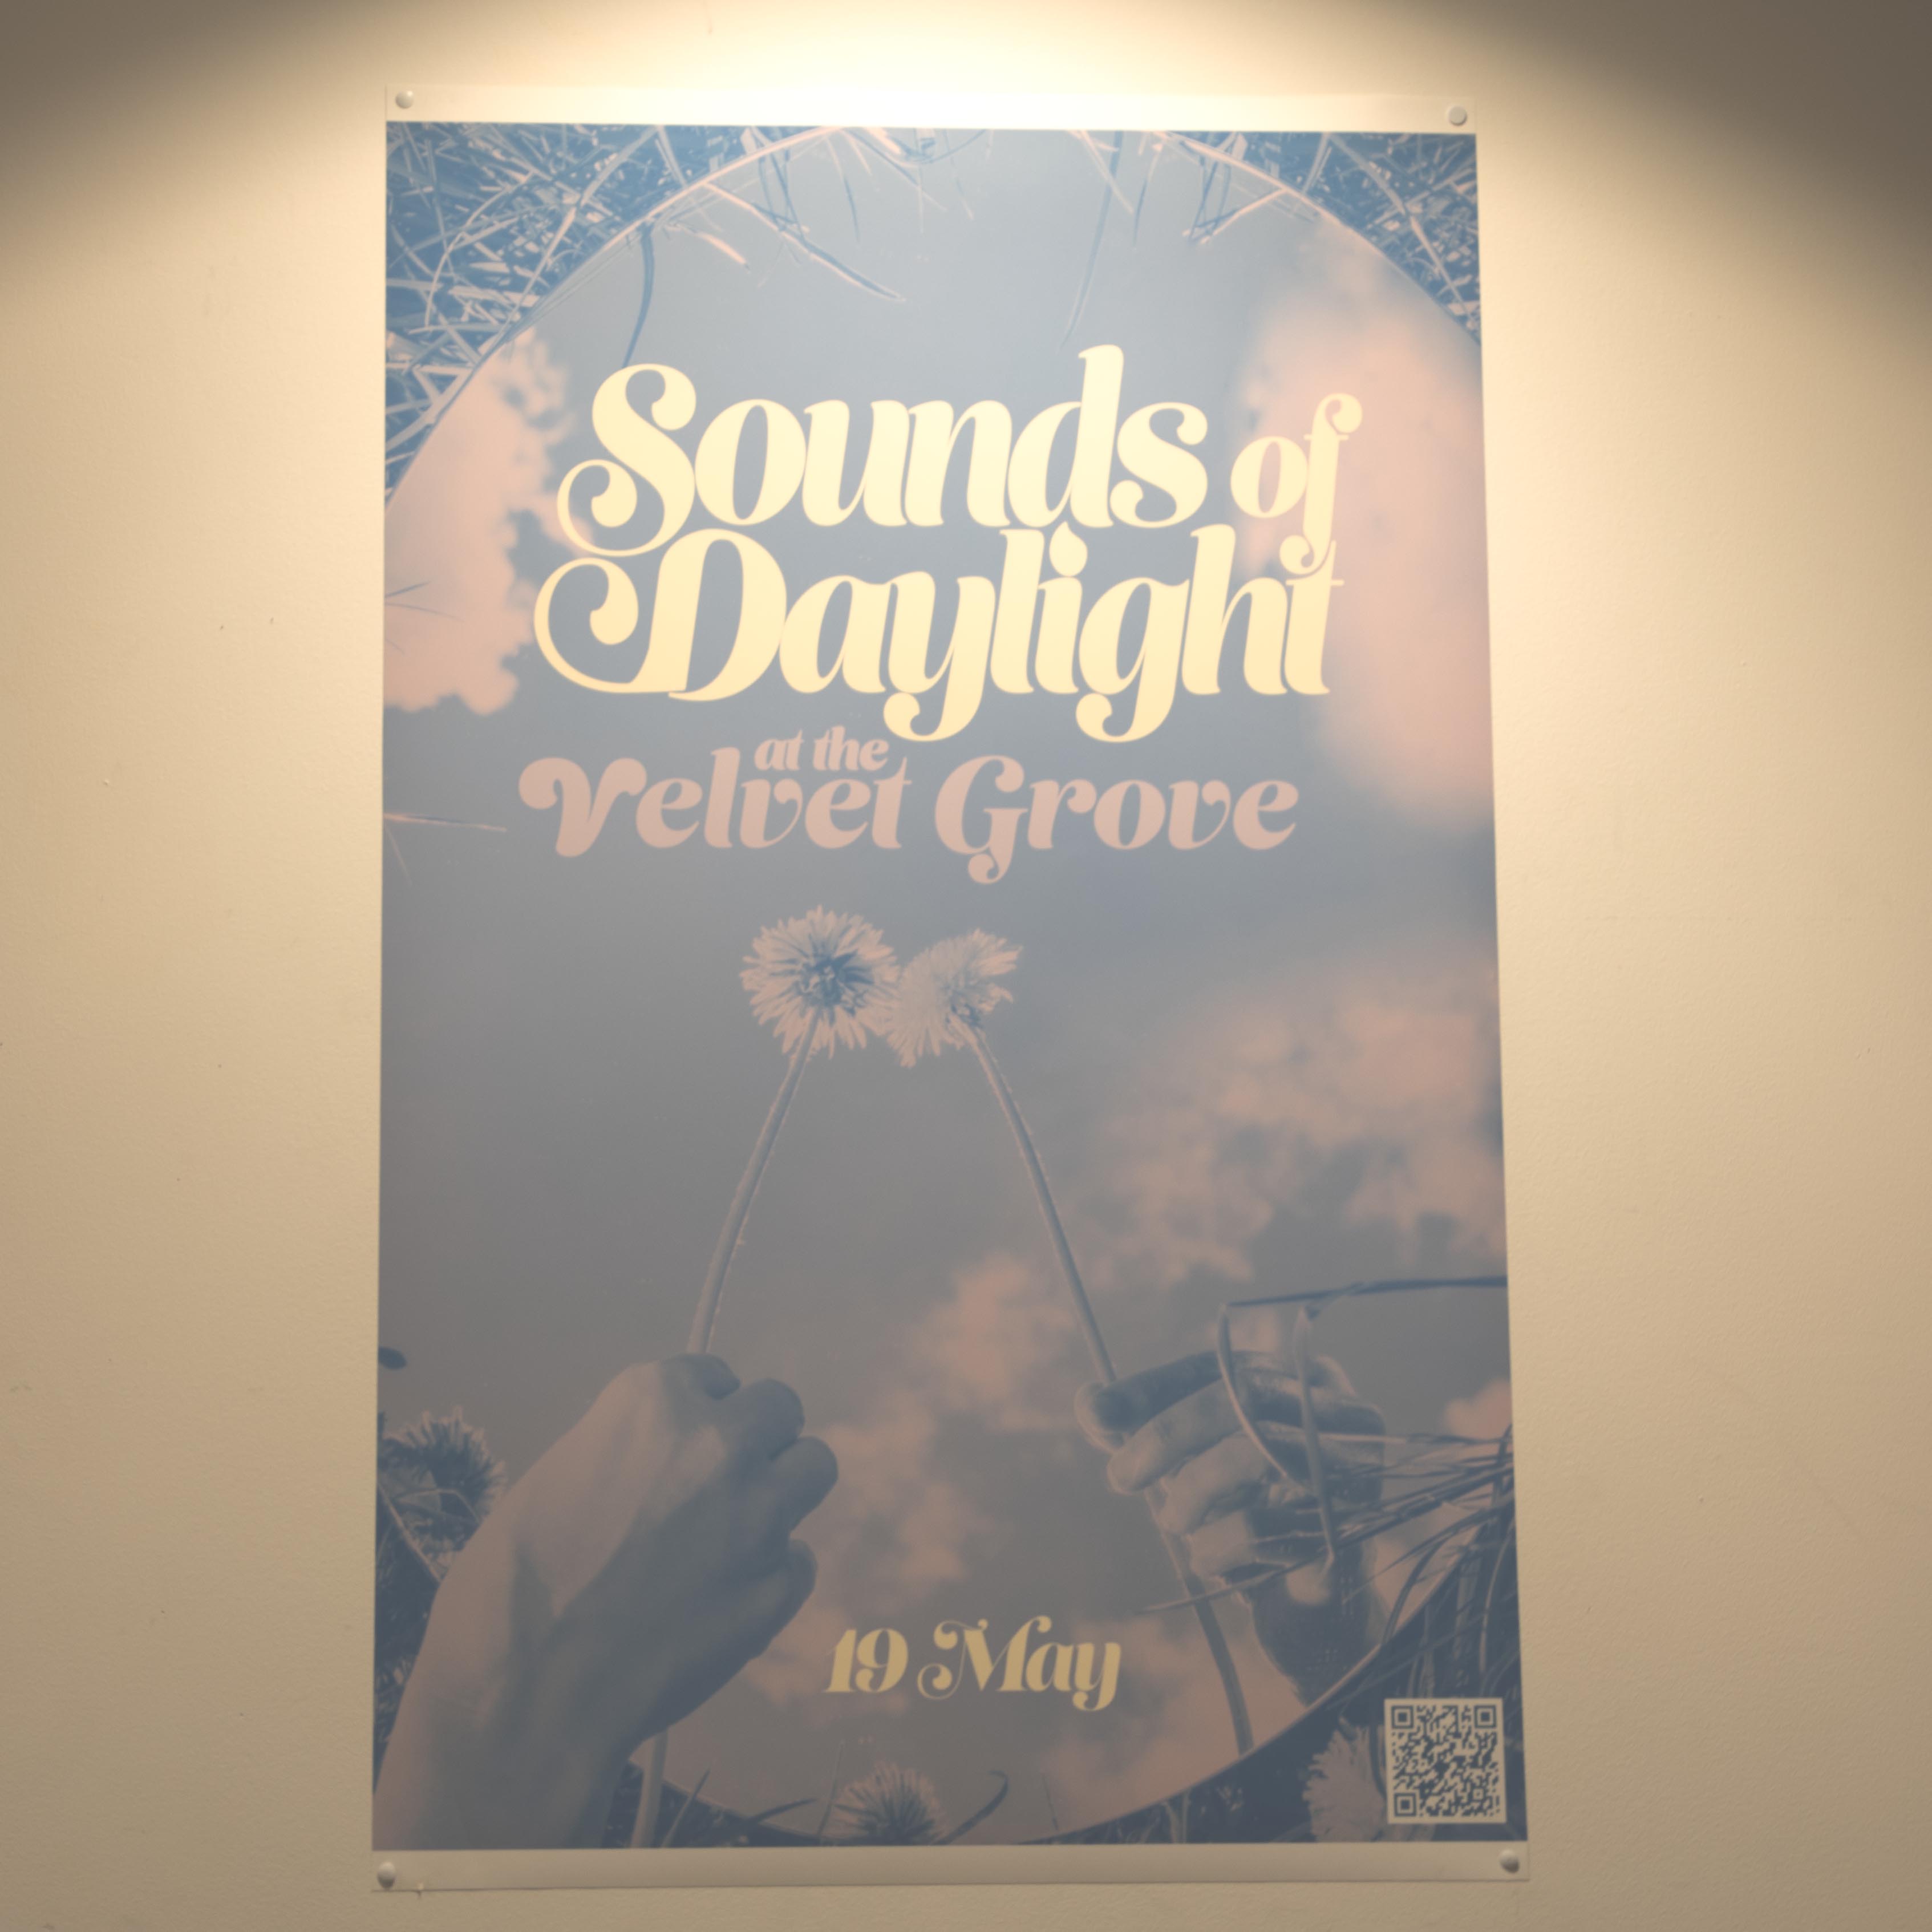 Sounds of
Daylight
at the
Velvet Grove
19 May